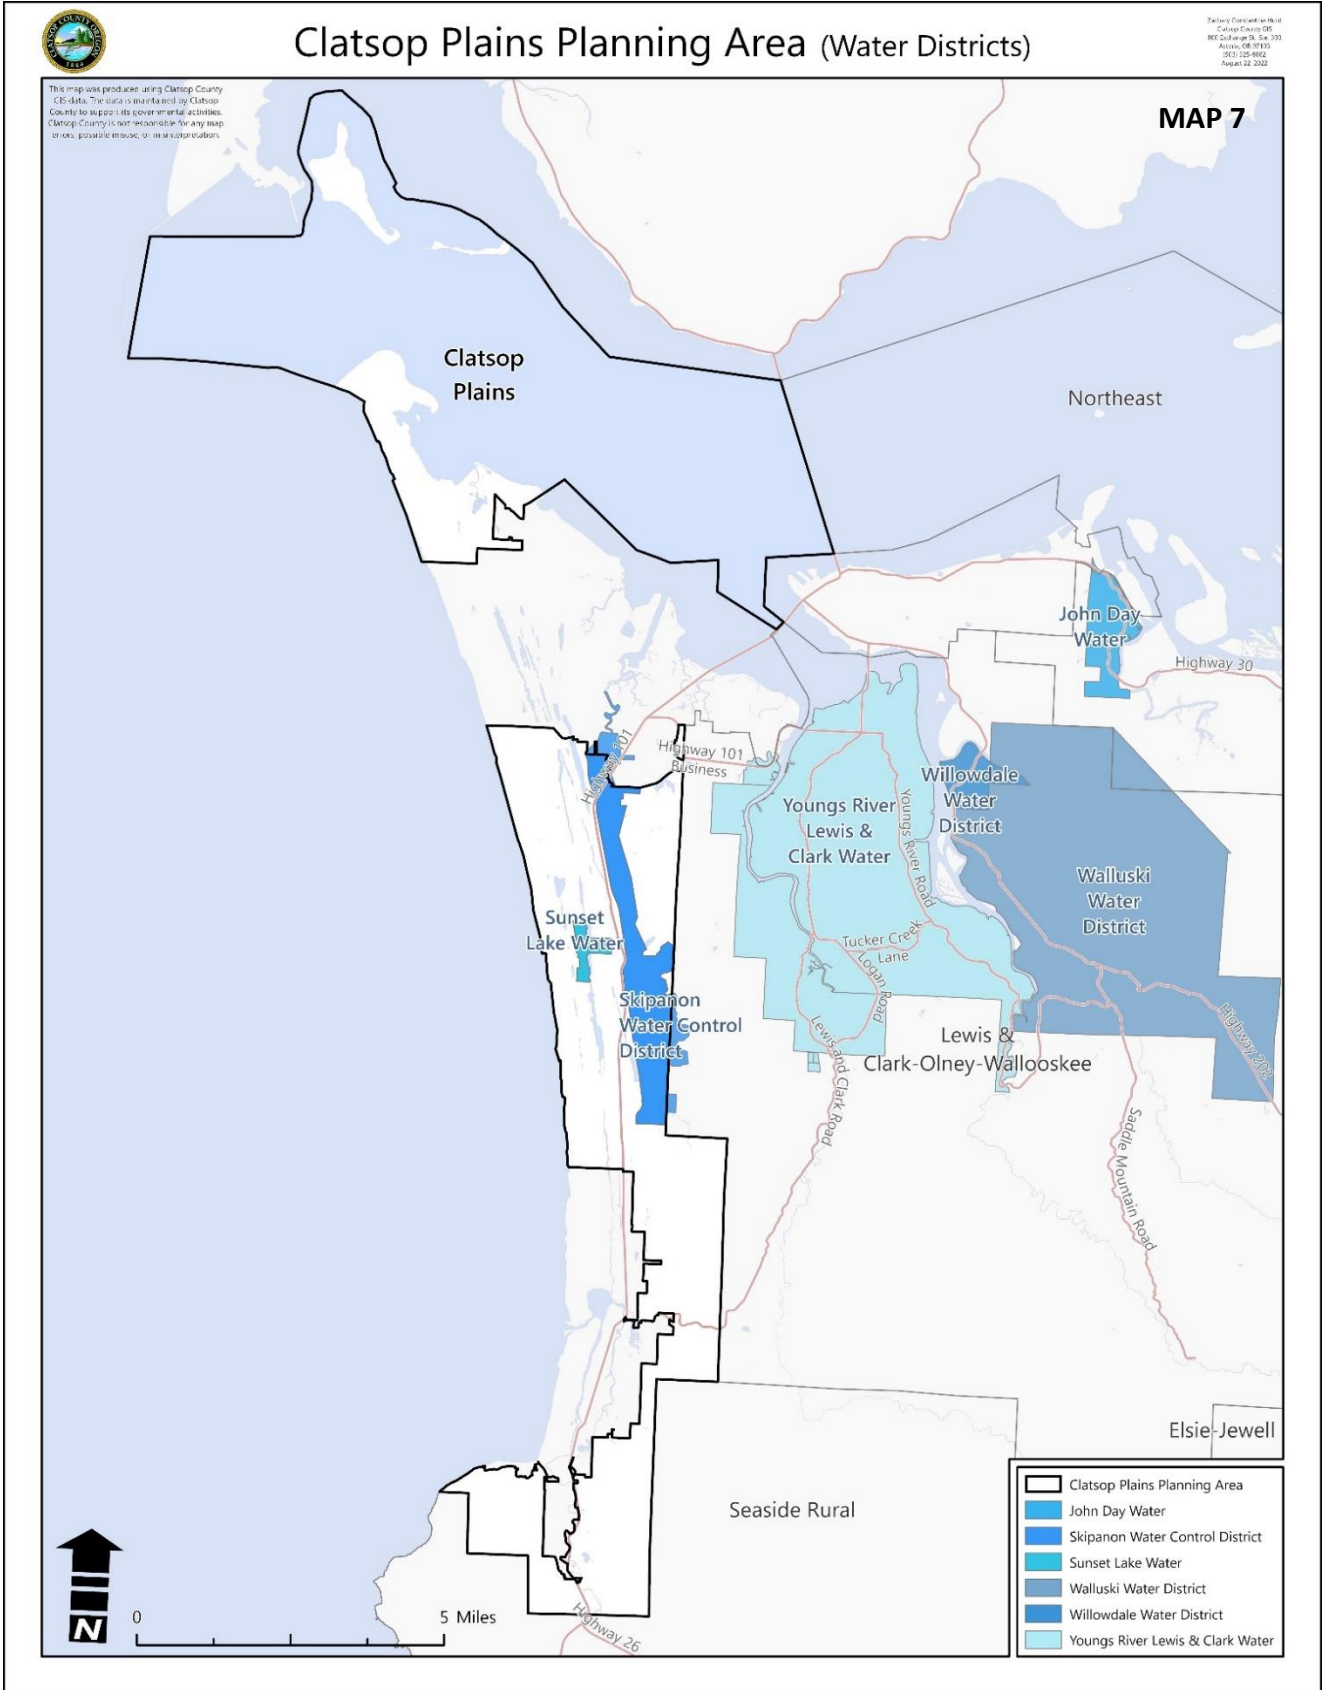 Clatsop Plains Planning Area (Water Districts)
Clatsop County GIS
August 22, 2022
This map was produced using Clatsop County
GIS data. The data is maintained by Clatsop
County to support its governmental activities.
Clatsop County is not responsible for any map
errors, possible misuse, or misinterpretation.
MAP 7
Clatsop
Plains
Northeast
John Day
Water
Highway 30
Highway 101
Highway 101
Business
Willowdale
Water
District
Youngs River
Lewis &
Clark Water
Youngs River Road
Walluski
Water
District
Sunset
Lake Water
Tucker Creek
Lane
Logan Road
Skipanon
Water Control
District
Highway 202
Lewis and Clark Road
Lewis &
Clark-Olney-Wallooskee
Saddle Mountain Road
Elsie-Jewell
Seaside Rural
Highway 26
N
0
5 Miles
Clatsop Plains Planning Area
John Day Water
Skipanon Water Control District
Sunset Lake Water
Walluski Water District
Willowdale Water District
Youngs River Lewis & Clark Water